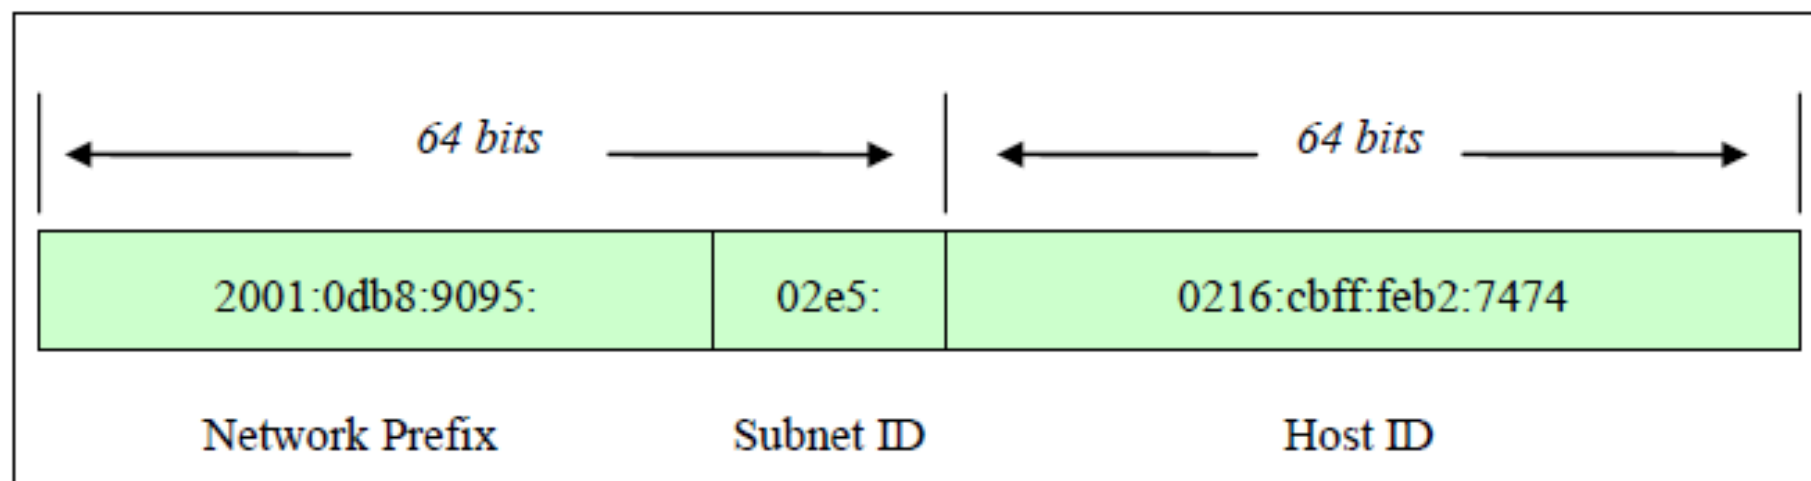 64 bits 64 bits
2001:0db8:9095: 02e5: 0216:cbff:feb2:7474
Network Prefix Subnet ID Host ID